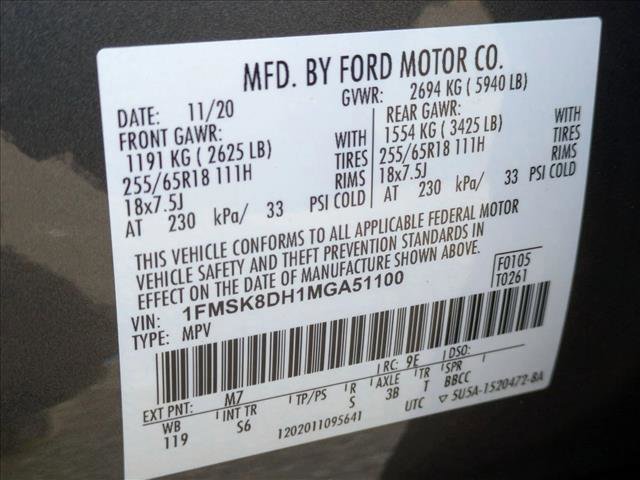 MFD. BY FORD MOTOR CO.
DATE: 11/20 GVWR: 2694 KG ( 5940 LB)
FRONT GAWR: REAR GAWR:
1191 KG ( 2625 LB) WITH 1554 KG ( 3425 LB) WITH
255/65R18 111H TIRES 255/65R18 111H TIRES
18x7.5J RIMS 18x7.5J RIMS
AT 230 kPa/ 33 PSI COLD AT 230 kPa/ 33 PSI COLD
THIS VEHICLE CONFORMS TO ALL APPLICABLE FEDERAL MOTOR
VEHICLE SAFETY AND THEFT PREVENTION STANDARDS IN
EFFECT ON THE DATE OF MANUFACTURE SHOWN ABOVE.
VIN: 1FMSK8DH1MGA51100 F0105
TYPE: MPV T0261
EXT PNT: M7 RC: 9E DSO:
WB INT TR TP/PS R AXLE TR SPR
119 S6 S 3B T BBCC
1202011095641 UTC ▽ 5U5A-1520472-BA